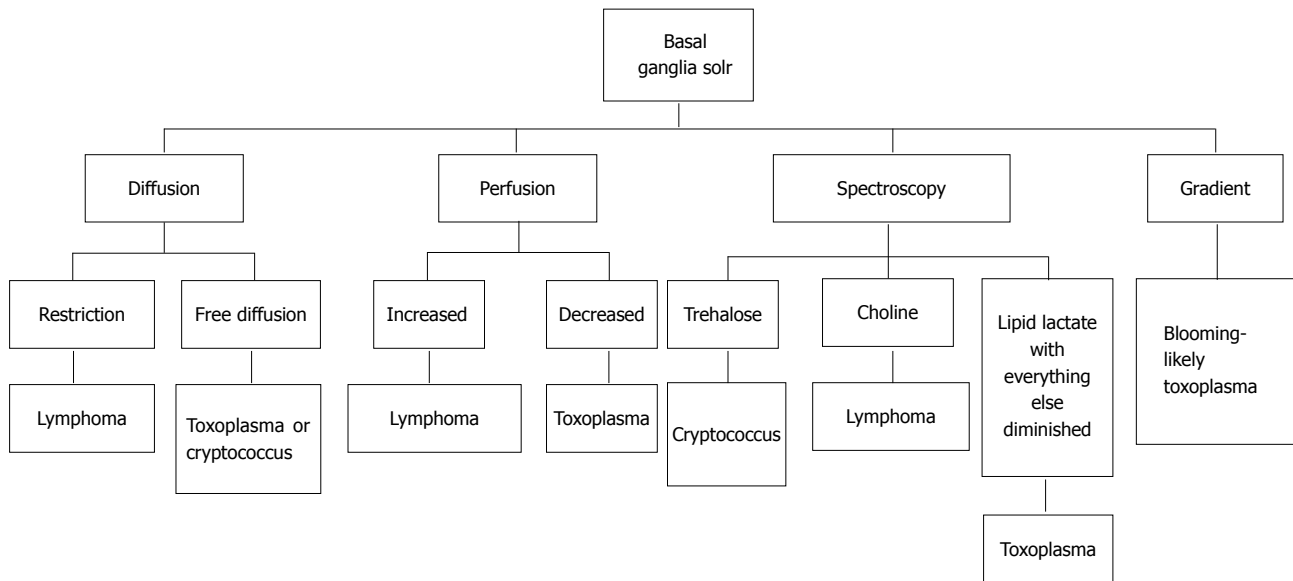 Basal
ganglia solr
Diffusion
Perfusion
Spectroscopy
Gradient
Restriction
Free diffusion
Increased
Decreased
Trehalose
Choline
Lipid lactate
with
everything
else
diminished
Blooming-
likely
toxoplasma
Lymphoma
Toxoplasma or
cryptococcus
Lymphoma
Toxoplasma
Cryptococcus
Lymphoma
Toxoplasma